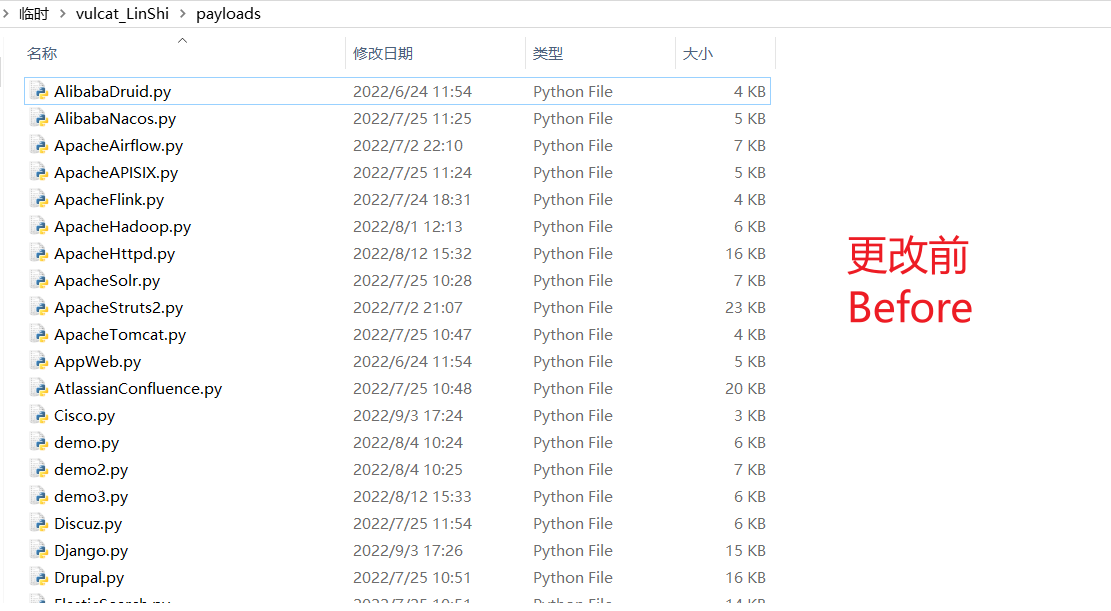 临时 vulcat_LinShi payloads
名称 修改日期 类型 大小
AlibabaDruid.py 2022/6/24 11:54 Python File 4 KB
AlibabaNacos.py 2022/7/25 11:25 Python File 5 KB
ApacheAirflow.py 2022/7/2 22:10 Python File 7 KB
ApacheAPISIX.py 2022/7/25 11:24 Python File 5 KB
ApacheFlink.py 2022/7/24 18:31 Python File 4 KB
ApacheHadoop.py 2022/8/1 12:13 Python File 6 KB
ApacheHttpd.py 2022/8/12 15:32 Python File 16 KB
ApacheSolr.py 2022/7/25 10:28 Python File 7 KB
ApacheStruts2.py 2022/7/2 21:07 Python File 23 KB
ApacheTomcat.py 2022/7/25 10:47 Python File 4 KB
AppWeb.py 2022/6/24 11:54 Python File 5 KB
AtlassianConfluence.py 2022/7/25 10:48 Python File 20 KB
Cisco.py 2022/9/3 17:24 Python File 3 KB
demo.py 2022/8/4 10:24 Python File 6 KB
demo2.py 2022/8/4 10:25 Python File 7 KB
demo3.py 2022/8/12 15:33 Python File 6 KB
Discuz.py 2022/7/25 11:54 Python File 6 KB
Django.py 2022/9/3 17:26 Python File 15 KB
Drupal.py 2022/7/25 10:51 Python File 16 KB
ElasticSearch.py 2022/7/25 10:51 Python File 14 KB
更改前
Before